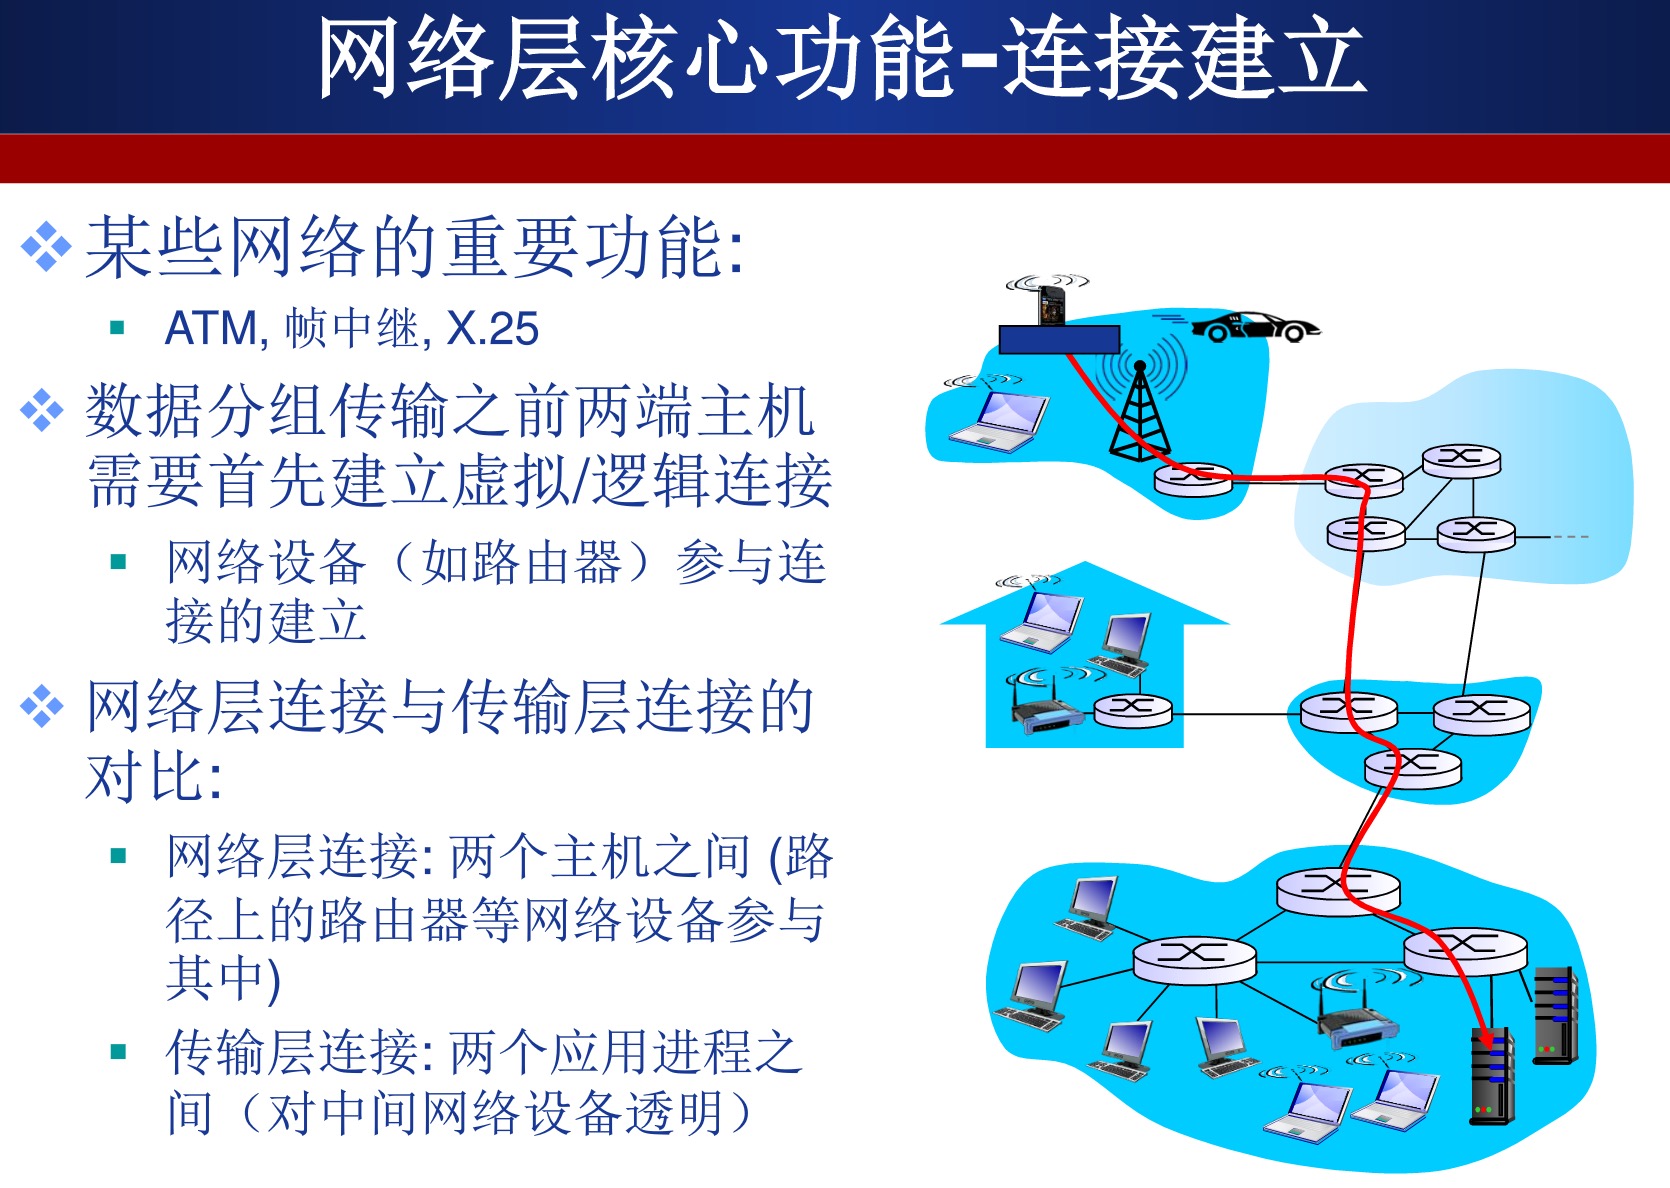 网络层核心功能-连接建立
某些网络的重要功能:
ATM, 帧中继, X.25
数据分组传输之前两端主机
需要首先建立虚拟/逻辑连接
网络设备（如路由器）参与连
接的建立
网络层连接与传输层连接的
对比:
网络层连接: 两个主机之间 (路
径上的路由器等网络设备参与
其中)
传输层连接: 两个应用进程之
间（对中间网络设备透明）